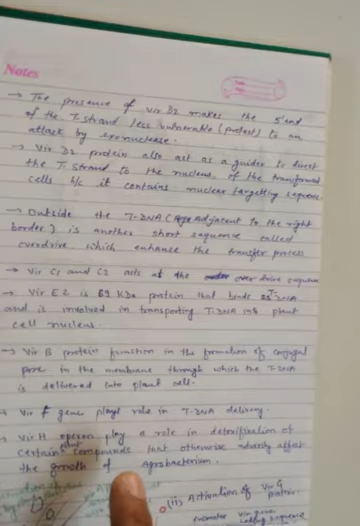 Notes
→ The presence of Vir D2 makes the 5' end
of the T-strand less vulnerable (protect) to an
attack by exonuclease.
→ Vir D2 protein also act as a guider to direct
the T-strand to the nucleus of the transformed
cells b/c it contains nuclear targetting sequence
→ Outside the T-DNA (Adjacent to the right
border) is another short sequence called
overdrive which enhance the transfer process
→ Vir C1 and C2 acts at the over drive sequence
→ Vir E2 is 69 KDa protein that binds SS T-DNA
and is involved in transporting T-DNA into plant
cell nucleus.
→ Vir B protein function in the formation of conjugal
pore in the membrane through which the T-DNA
is delivered into plant cell.
→ Vir F gene plays role in T-DNA delivery.
→ Vir H operon play a role in detoxification of
certain plant compounds that otherwise adversly affect
the growth of Agrobacterium.
(ii) Activation of Vir G
protein.
promoter Vir gene